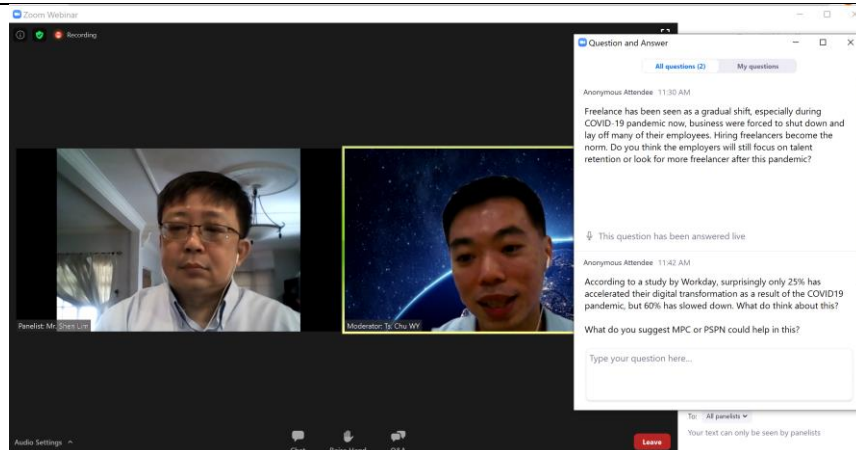 Zoom Webinar
Recording
Question and Answer
All questions (2) My questions
Anonymous Attendee 11:30 AM
Freelance has been seen as a gradual shift, especially during
COVID-19 pandemic now, business were forced to shut down and
lay off many of their employees. Hiring freelancers become the
norm. Do you think the employers will still focus on talent
retention or look for more freelancer after this pandemic?
This question has been answered live
Anonymous Attendee 11:42 AM
According to a study by Workday, surprisingly only 25% has
accelerated their digital transformation as a result of the COVID19
pandemic, but 60% has slowed down. What do think about this?
What do you suggest MPC or PSPN could help in this?
Type your question here...
Panelist: Mr. Shen Lim
Moderator: Ts. Chu WY
To: All panelists
Your text can only be seen by panelists
Audio Settings
Chat Raise Hand Q&A
Leave